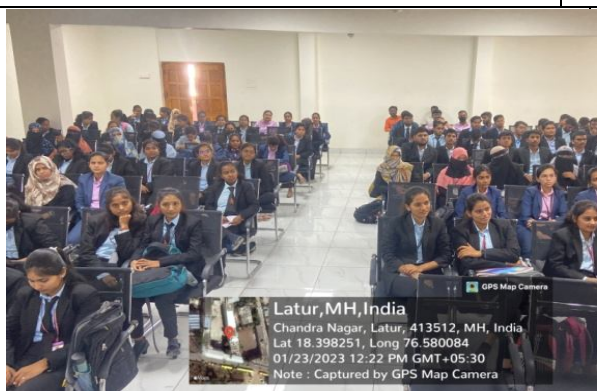 GPS Map Camera
Latur,MH,India
Chandra Nagar, Latur, 413512, MH, India
Lat 18.398251, Long 76.580084
01/23/2023 12:22 PM GMT+05:30
Note : Captured by GPS Map Camera